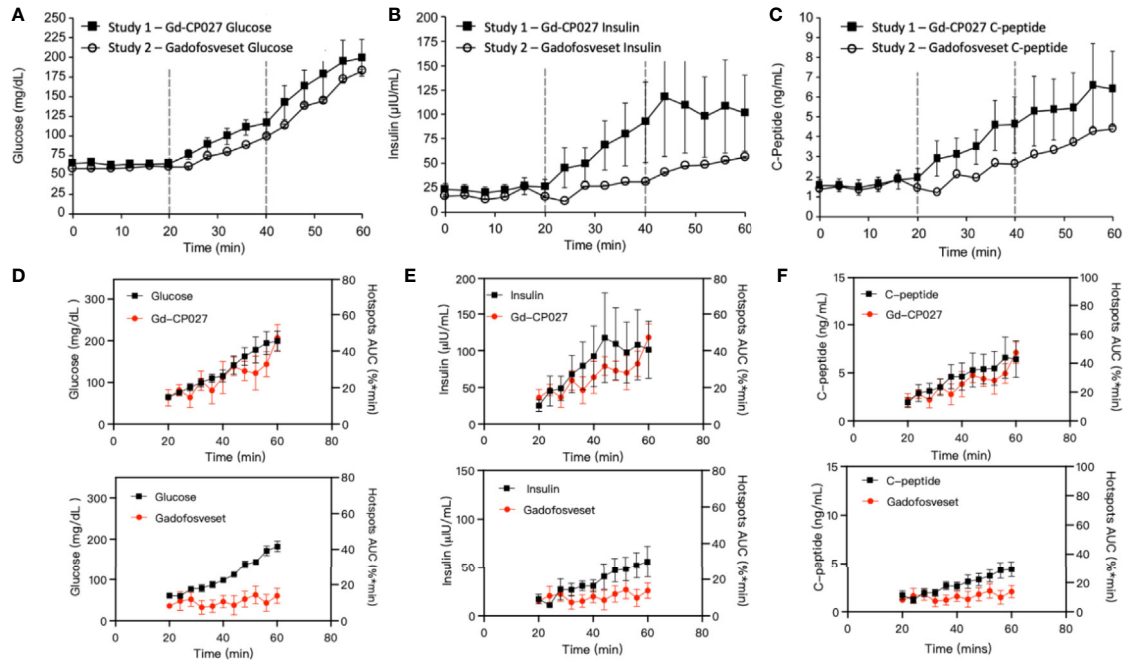 A
Study 1 – Gd-CP027 Glucose
Study 2 – Gadofosveset Glucose
Glucose (mg/dL)
250
225
200
175
150
125
100
75
50
25
0
0 10 20 30 40 50 60
Time (min)
B
Study 1 – Gd-CP027 Insulin
Study 2 – Gadofosveset Insulin
Insulin (µIU/mL)
200
175
150
125
100
75
50
25
0
0 10 20 30 40 50 60
Time (min)
C
Study 1 – Gd-CP027 C-peptide
Study 2 – Gadofosveset C-peptide
C-Peptide (ng/mL)
10
9
8
7
6
5
4
3
2
1
0
0 10 20 30 40 50 60
Time (min)
D
Glucose
Gd–CP027
Glucose (mg/dL )
300
200
100
0
Hotspots AUC (%*min)
80
60
40
20
0
0 20 40 60 80
Time (min)
Glucose
Gadofosveset
Glucose (mg/dL)
300
200
100
0
Hotspots AUC (%*min)
80
60
40
20
0
0 20 40 60 80
Time (min)
E
Insulin
Gd–CP027
Insulin (µIU/mL)
200
150
100
50
0
Hotspots AUC (%*min)
80
60
40
20
0
0 20 40 60 80
Time (min)
Insulin
Gadofosveset
Insulin (µIU/mL)
150
100
50
0
Hotspots AUC (%*min)
80
60
40
20
0
0 20 40 60 80
Time (min)
F
C–peptide
Gd–CP027
C–peptide (ng/mL)
15
10
5
0
Hotspots AUC (%*min)
100
80
60
40
20
0
0 20 40 60 80
Time (min)
C–peptide
Gadofosveset
C–peptide (ng/mL)
15
10
5
0
Hotspots AUC (%*min)
100
80
60
40
20
0
0 20 40 60 80
Time (mins)